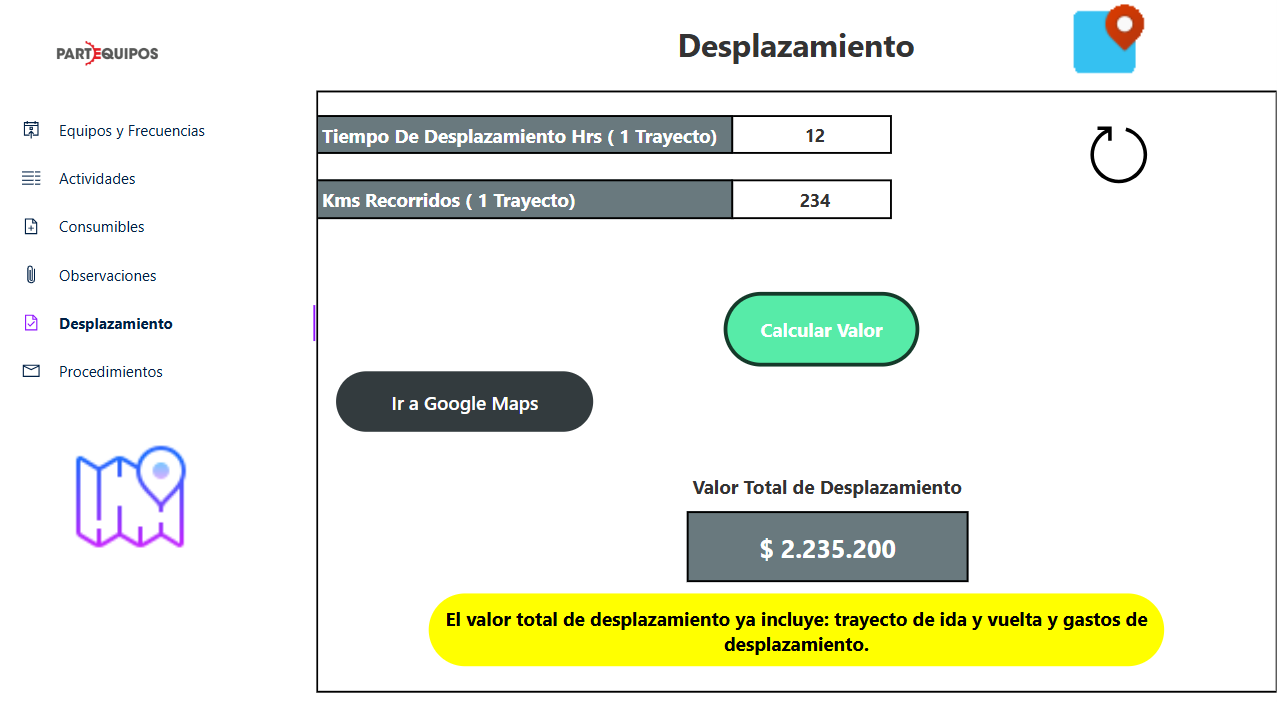 PARTEQUIPOS
Desplazamiento
Equipos y Frecuencias
Actividades
Consumibles
Observaciones
Desplazamiento
Procedimientos
Tiempo De Desplazamiento Hrs ( 1 Trayecto)
12
Kms Recorridos ( 1 Trayecto)
234
Calcular Valor
Ir a Google Maps
Valor Total de Desplazamiento
$ 2.235.200
El valor total de desplazamiento ya incluye: trayecto de ida y vuelta y gastos de
desplazamiento.